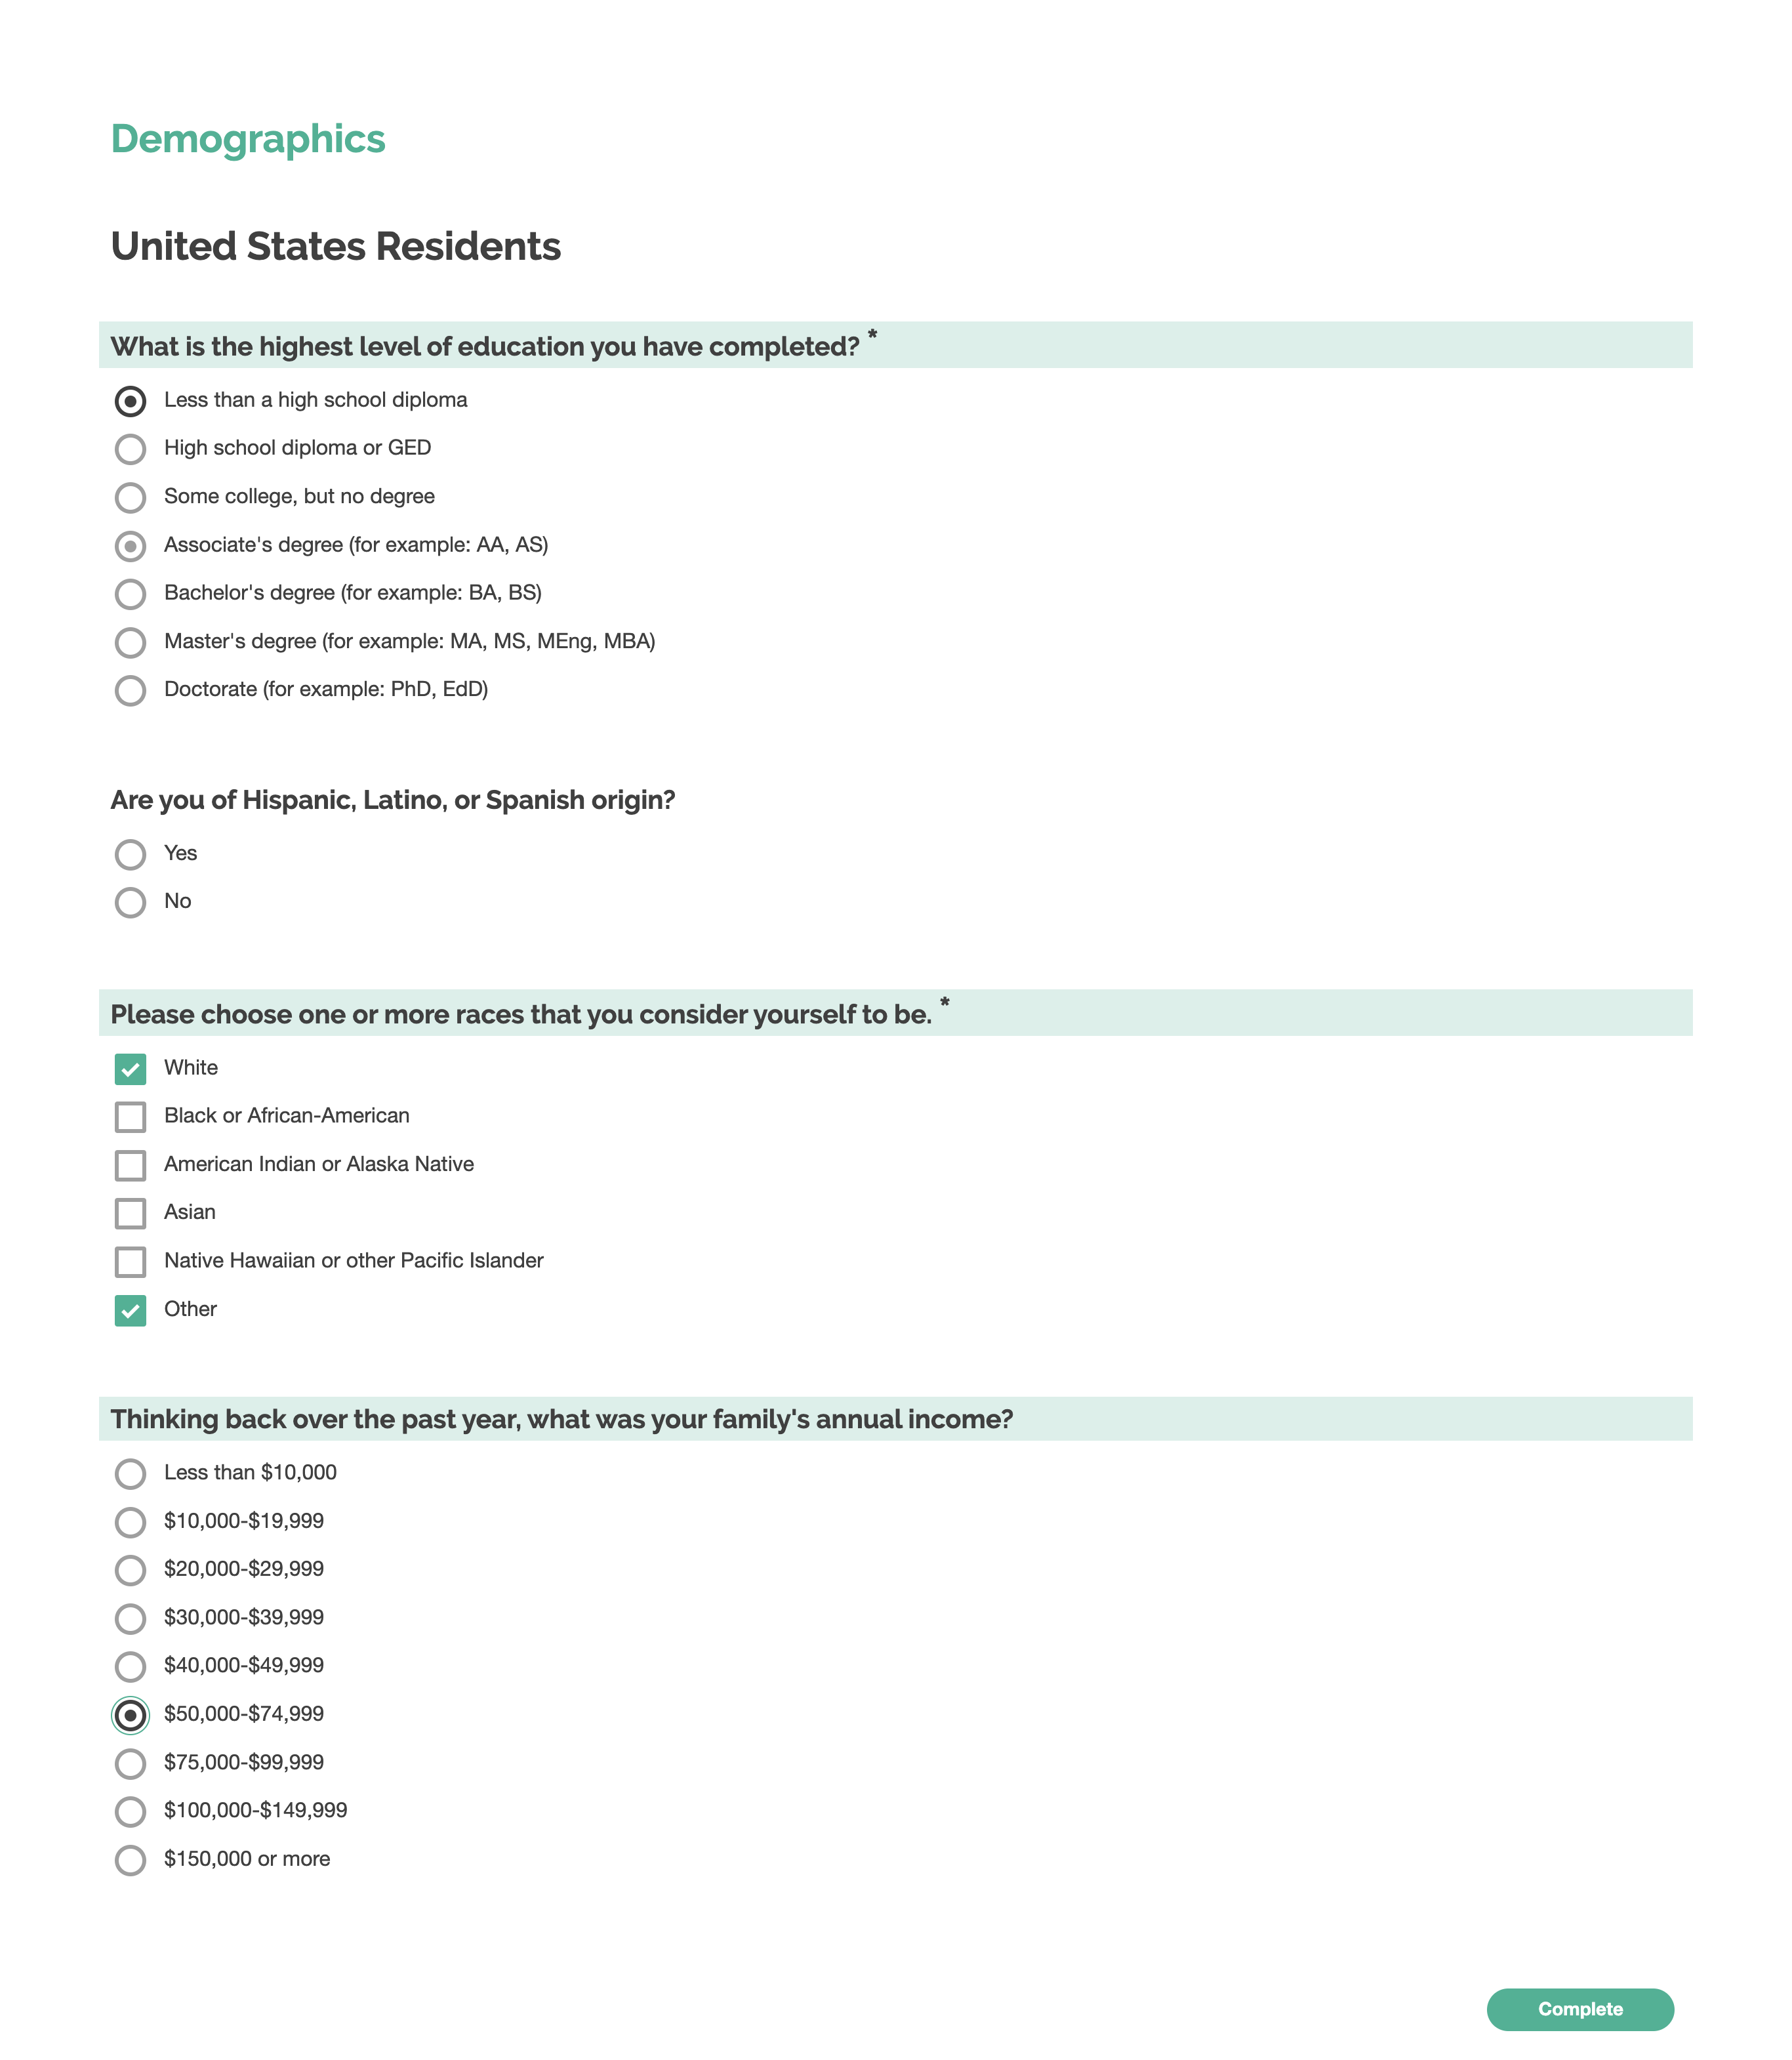 Demographics
United States Residents
What is the highest level of education you have completed? *
Less than a high school diploma
High school diploma or GED
Some college, but no degree
Associate's degree (for example: AA, AS)
Bachelor's degree (for example: BA, BS)
Master's degree (for example: MA, MS, MEng, MBA)
Doctorate (for example: PhD, EdD)
Are you of Hispanic, Latino, or Spanish origin?
Yes
No
Please choose one or more races that you consider yourself to be. *
White
Black or African-American
American Indian or Alaska Native
Asian
Native Hawaiian or other Pacific Islander
Other
Thinking back over the past year, what was your family's annual income?
Less than $10,000
$10,000-$19,999
$20,000-$29,999
$30,000-$39,999
$40,000-$49,999
$50,000-$74,999
$75,000-$99,999
$100,000-$149,999
$150,000 or more
Complete